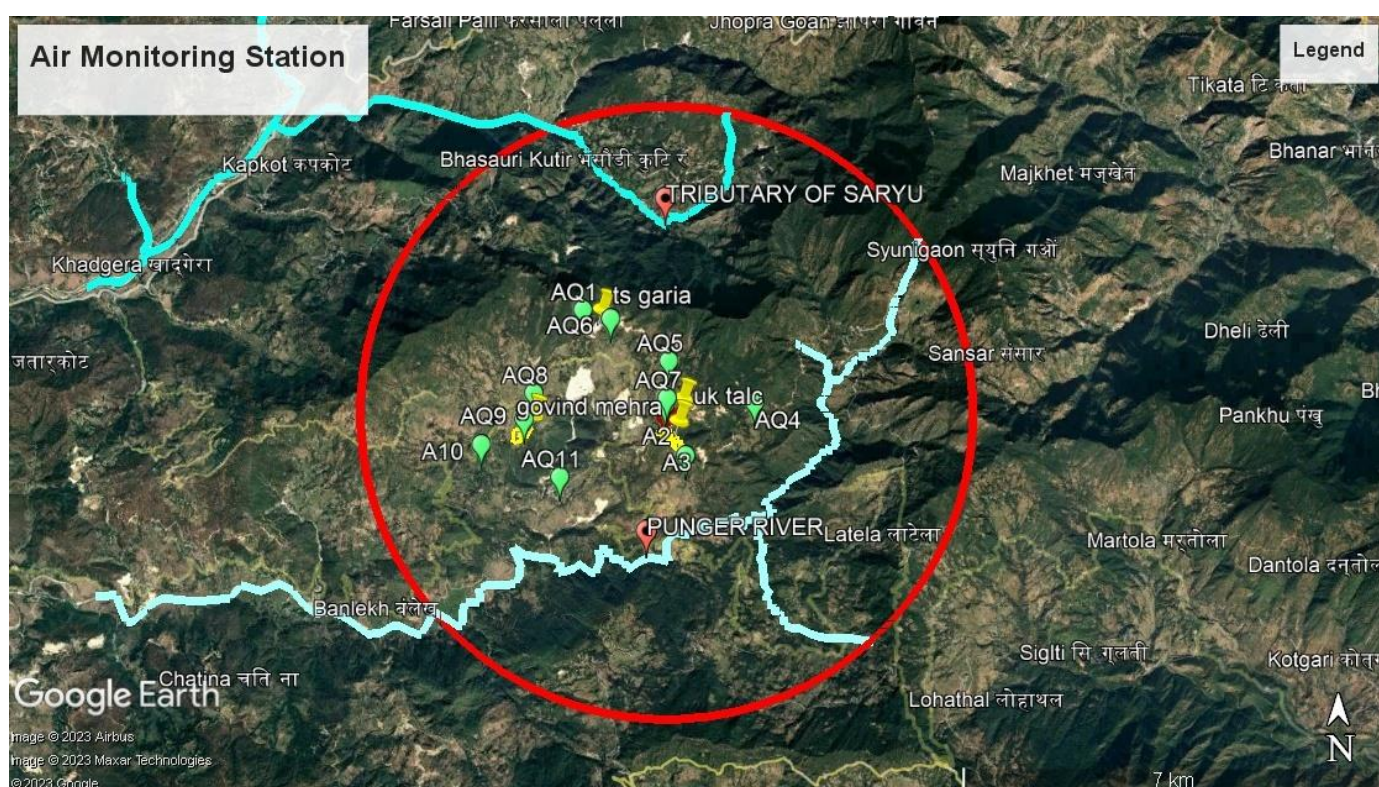 Farsali Palli फरसाली पल्ली
Jhopra Goan
Air Monitoring Station
Legend
Tikata
Kapkot कपकोट
Bhasauri Kutir
Bhanar
Majkhet मज्खेत
TRIBUTARY OF SARYU
Khadgera खाद्गेरा
Syunigaon स्युनि गओं
AQ1
ts garia
AQ6
Dheli ढेली
AQ5
Sansar संसार
जतारकोट
AQ8
AQ7
uk talc
Bh
govind mehra
AQ9
AQ4
Pankhu पंखु
A2
A10
AQ11
A3
PUNGER RIVER
Latela लाटेला
Martola मर्तोला
Dantola
Banlekh बंलेख
Siglti
Kotgari
Chatina चति ना
Google Earth
Lohathal लोहाथल
Image © 2023 Airbus
Image © 2023 Maxar Technologies
© 2023 Google
7 km
N